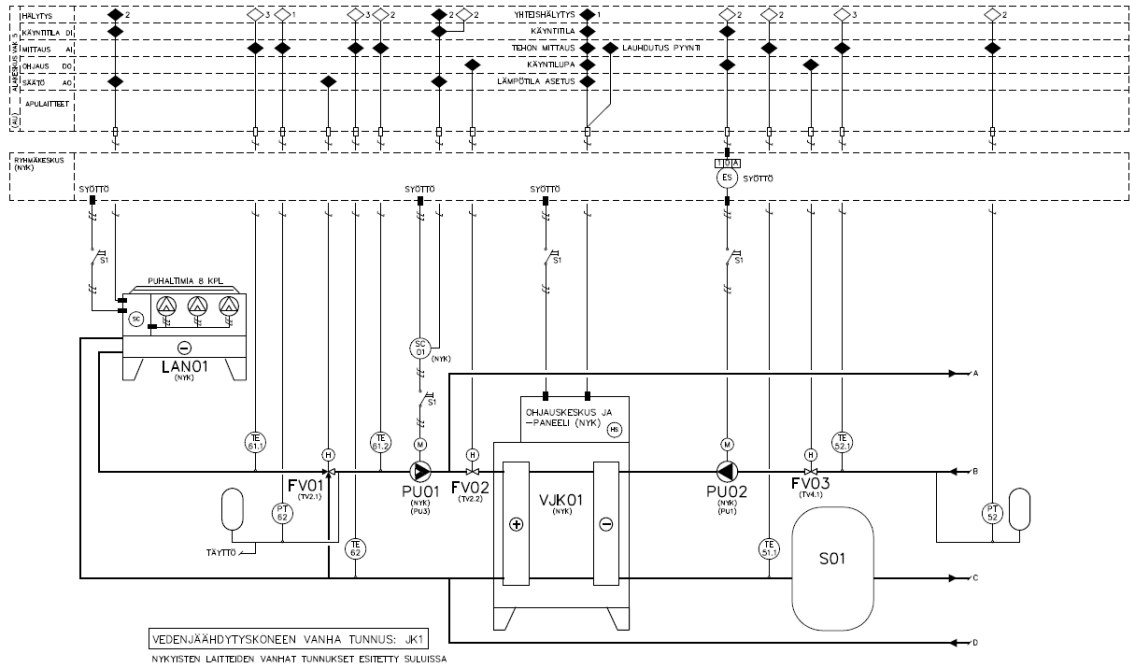 HÄLYTYS 2 3 1 3 2 2 2 YHTEISHÄLYTYS 1 2 2 3 2
KÄYNTITILA DI KÄYNTITILA
MITTAUS AI TEHON MITTAUS LAUHDUTUS PYYNTI
OHJAUS DO KÄYNTILUPA
SÄÄTÖ AO LÄMPÖTILA ASETUS
APULAITTEET
ALAKESKUS VAK 5
(AU)
RYHMÄKESKUS
(NYK)
T O A
ES SYÖTTÖ
SYÖTTÖ SYÖTTÖ SYÖTTÖ
S1 S1 S1
PUHALTIMIA 8 KPL
SC
LAN01
(NYK)
SC
01
(NYK)
S1
A
OHJAUSKESKUS JA
-PANEELI (NYK)
HS
TE
61.1
H
TE
61.2
M
H
M
H
TE
52.1
B
FV01
(TV2.1)
PU01
(NYK)
(PU3)
FV02
(TV2.2)
VJK01
(NYK)
PU02
(NYK)
(PU1)
FV03
(TV4.1)
PT
62
PT
52
TÄYTTÖ
TE
62
TE
51.1
S01
C
D
VEDENJÄÄHDYTYSKONEEN VANHA TUNNUS: JK1
NYKYISTEN LAITTEIDEN VANHAT TUNNUKSET ESITETTY SULUISSA